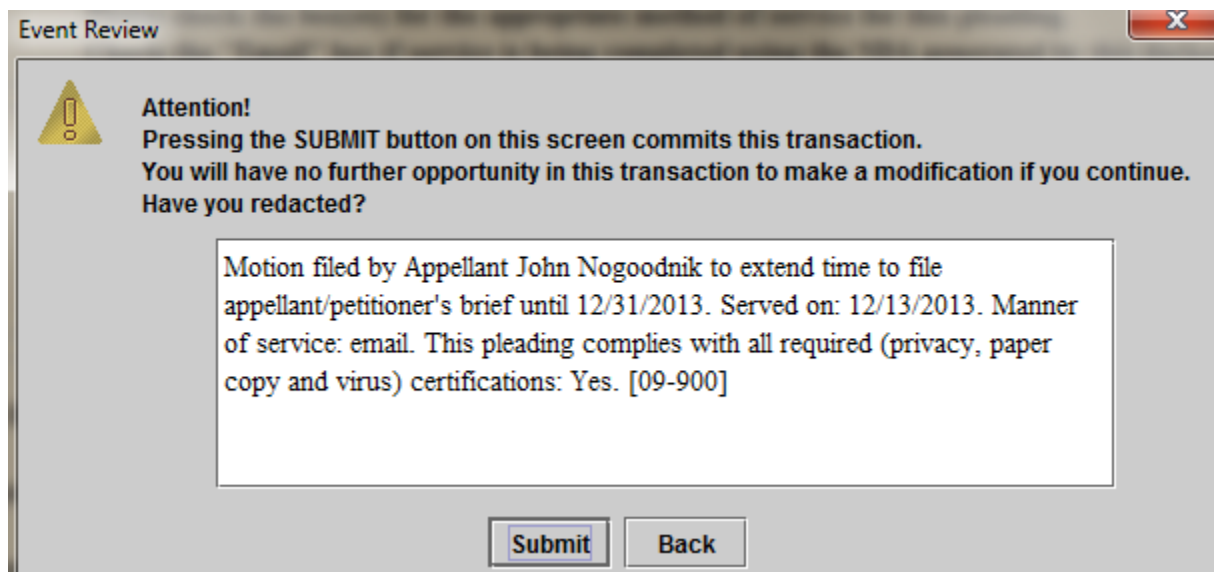 Event Review
Attention!
Pressing the SUBMIT button on this screen commits this transaction.
You will have no further opportunity in this transaction to make a modification if you continue.
Have you redacted?
Motion filed by Appellant John Nogoodnik to extend time to file
appellant/petitioner's brief until 12/31/2013. Served on: 12/13/2013. Manner
of service: email. This pleading complies with all required (privacy, paper
copy and virus) certifications: Yes. [09-900]
Submit Back